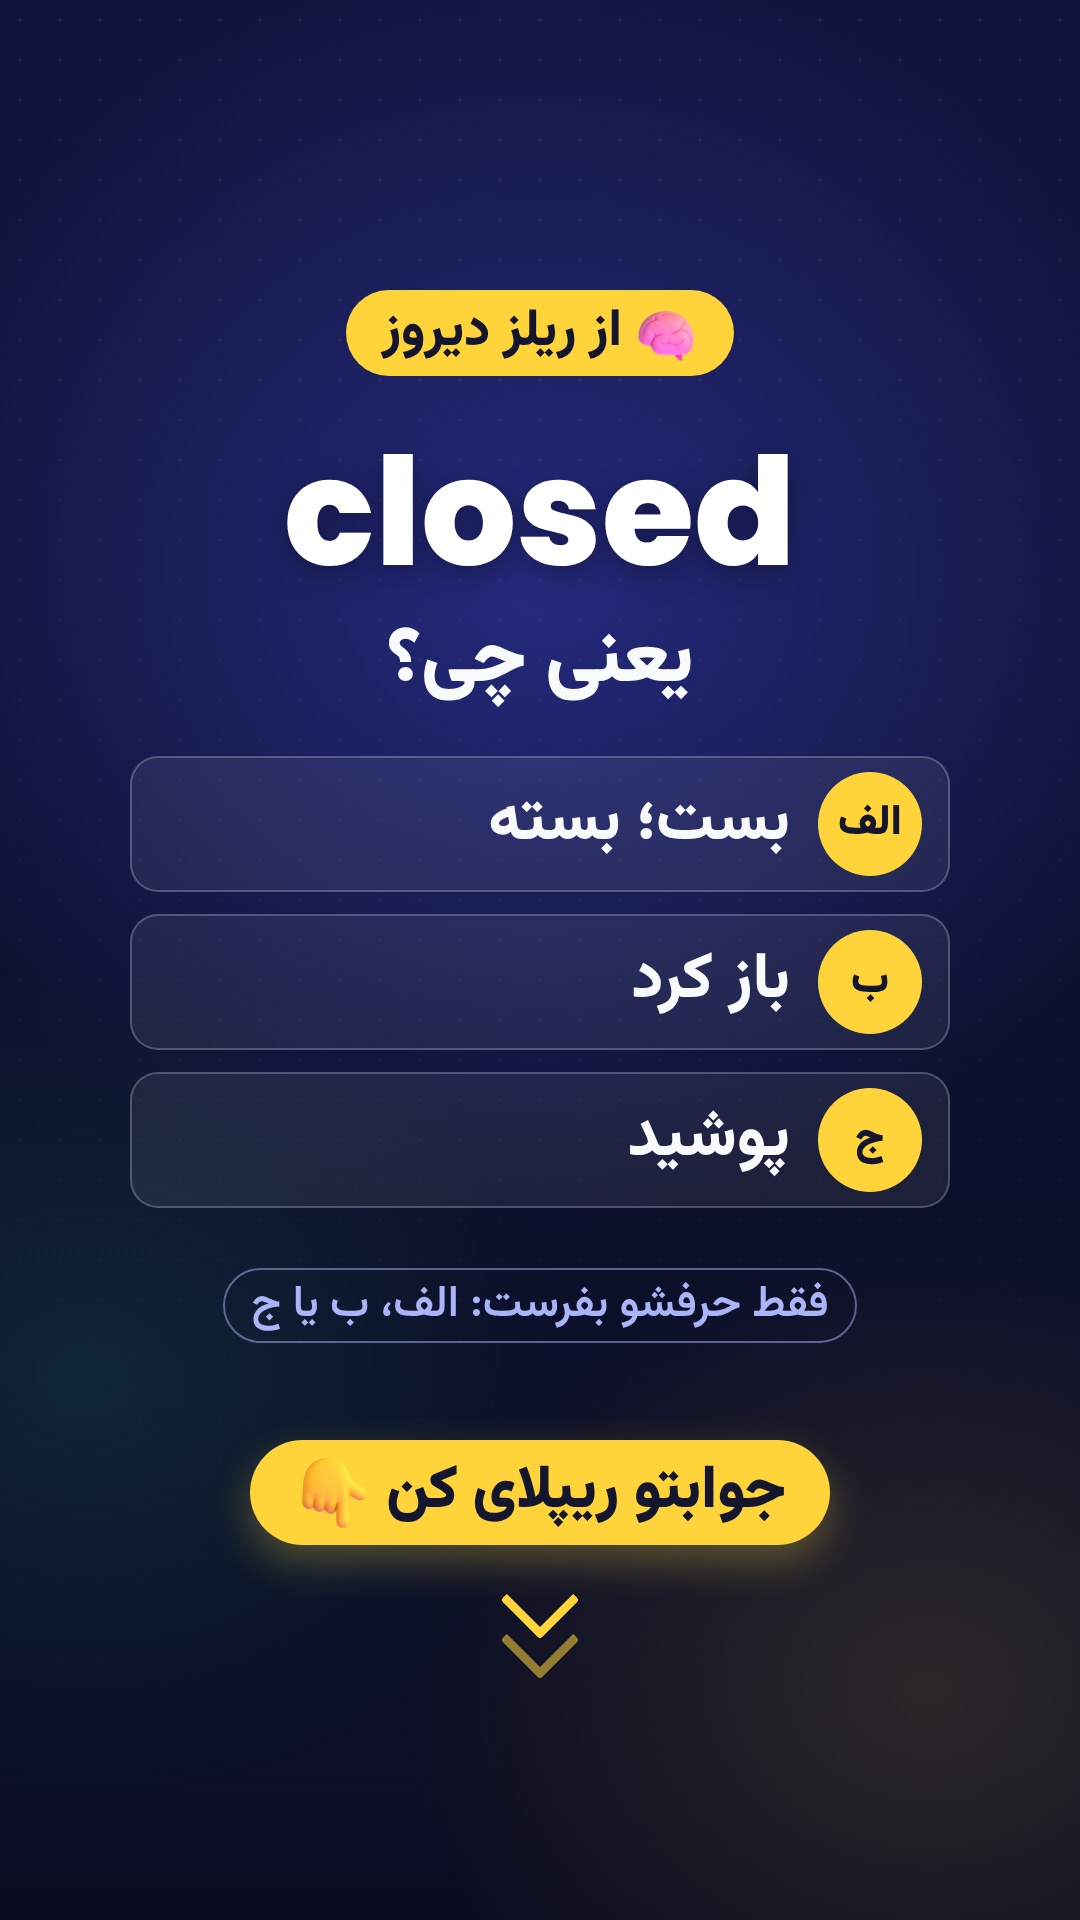 🧠 از ریلز دیروز
closed
یعنی چی؟
الف بست؛ بسته
ب باز کرد
ج پوشید
فقط حرفشو بفرست: الف، ب یا ج
جوابتو ریپلای کن 👇